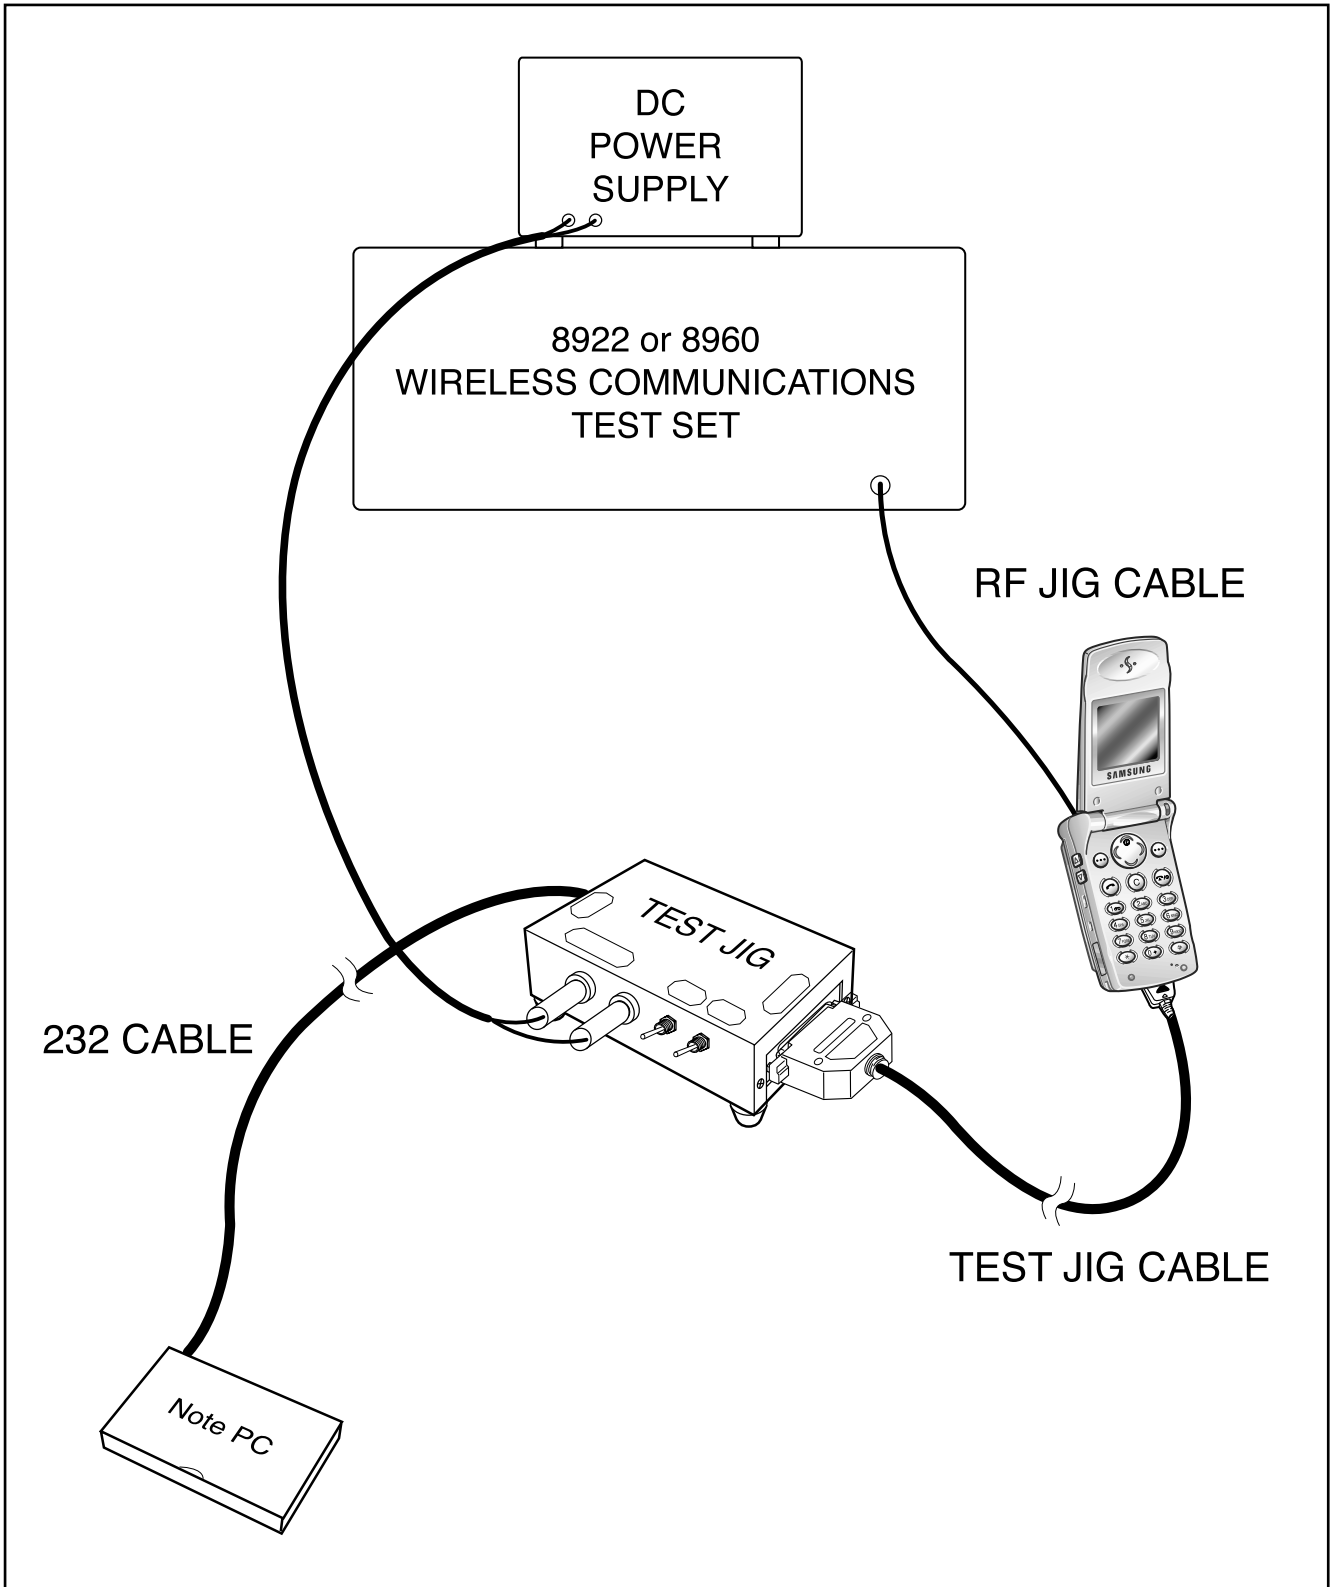 DC
POWER
SUPPLY
8922 or 8960
WIRELESS COMMUNICATIONS
TEST SET
RF JIG CABLE
SAMSUNG
TEST JIG
232 CABLE
TEST JIG CABLE
Note PC